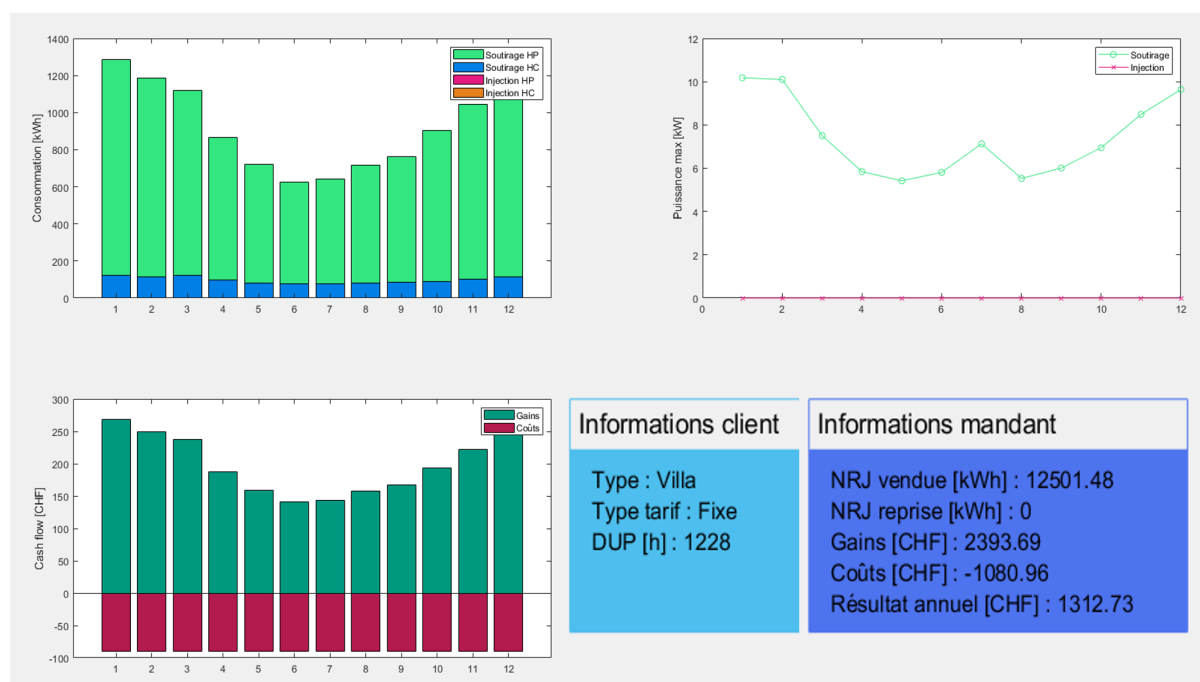 1400
1200
1000
800
600
400
200
0
Consommation [kWh]
1 2 3 4 5 6 7 8 9 10 11 12
Soutirage HP
Soutirage HC
Injection HP
Injection HC
12
10
8
6
4
2
0
Puissance max [kW]
0 2 4 6 8 10 12
Soutirage
Injection
300
250
200
150
100
50
0
-50
-100
Cash flow [CHF]
1 2 3 4 5 6 7 8 9 10 11 12
Gains
Coûts
Informations client
Type : Villa
Type tarif : Fixe
DUP [h] : 1228
Informations mandant
NRJ vendue [kWh] : 12501.48
NRJ reprise [kWh] : 0
Gains [CHF] : 2393.69
Coûts [CHF] : -1080.96
Résultat annuel [CHF] : 1312.73